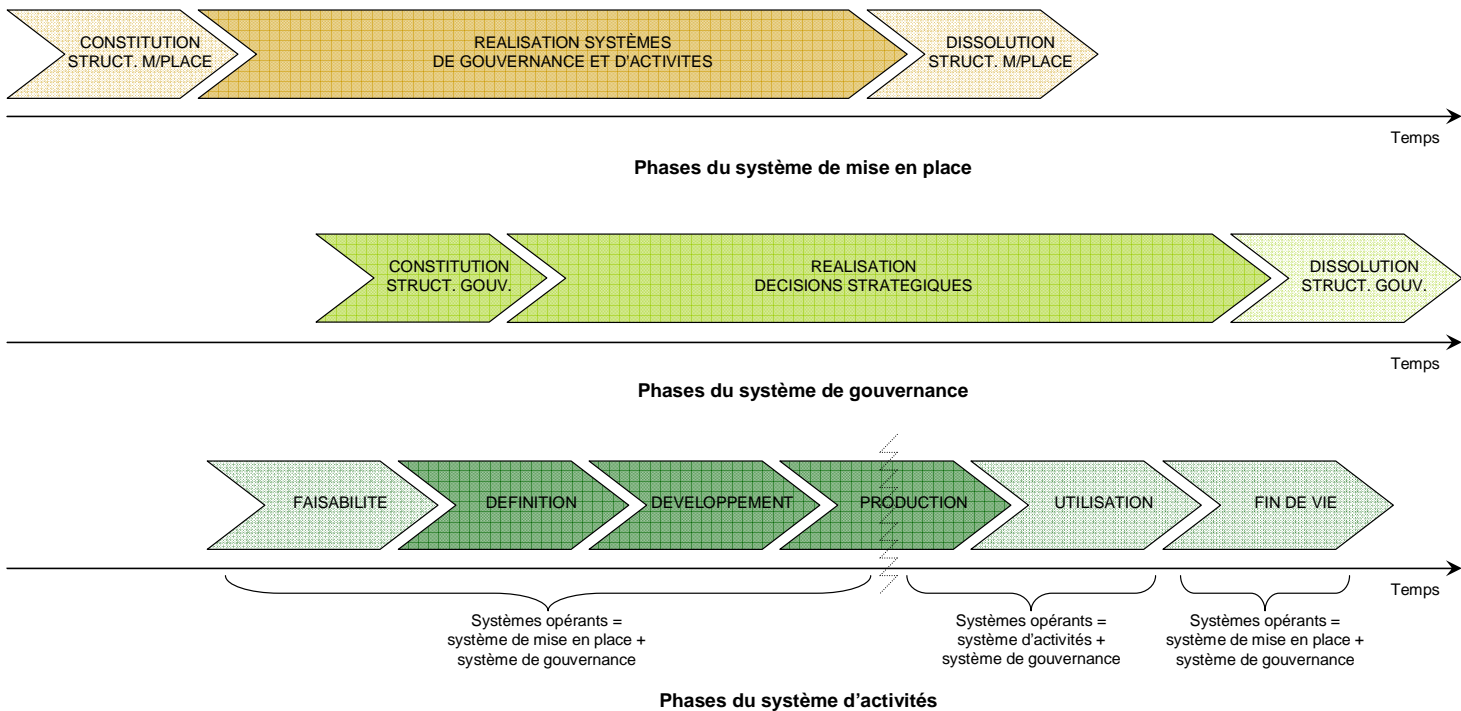 CONSTITUTION
STRUCT. M/PLACE
REALISATION SYSTÈMES
DE GOUVERNANCE ET D'ACTIVITES
DISSOLUTION
STRUCT. M/PLACE
Temps
Phases du système de mise en place
CONSTITUTION
STRUCT. GOUV.
REALISATION
DECISIONS STRATEGIQUES
DISSOLUTION
STRUCT. GOUV.
Temps
Phases du système de gouvernance
FAISABILITE
DEFINITION
DEVELOPPEMENT
PRODUCTION
UTILISATION
FIN DE VIE
Temps
Systèmes opérants =
système de mise en place +
système de gouvernance
Systèmes opérants =
système d'activités +
système de gouvernance
Systèmes opérants =
système de mise en place +
système de gouvernance
Phases du système d'activités